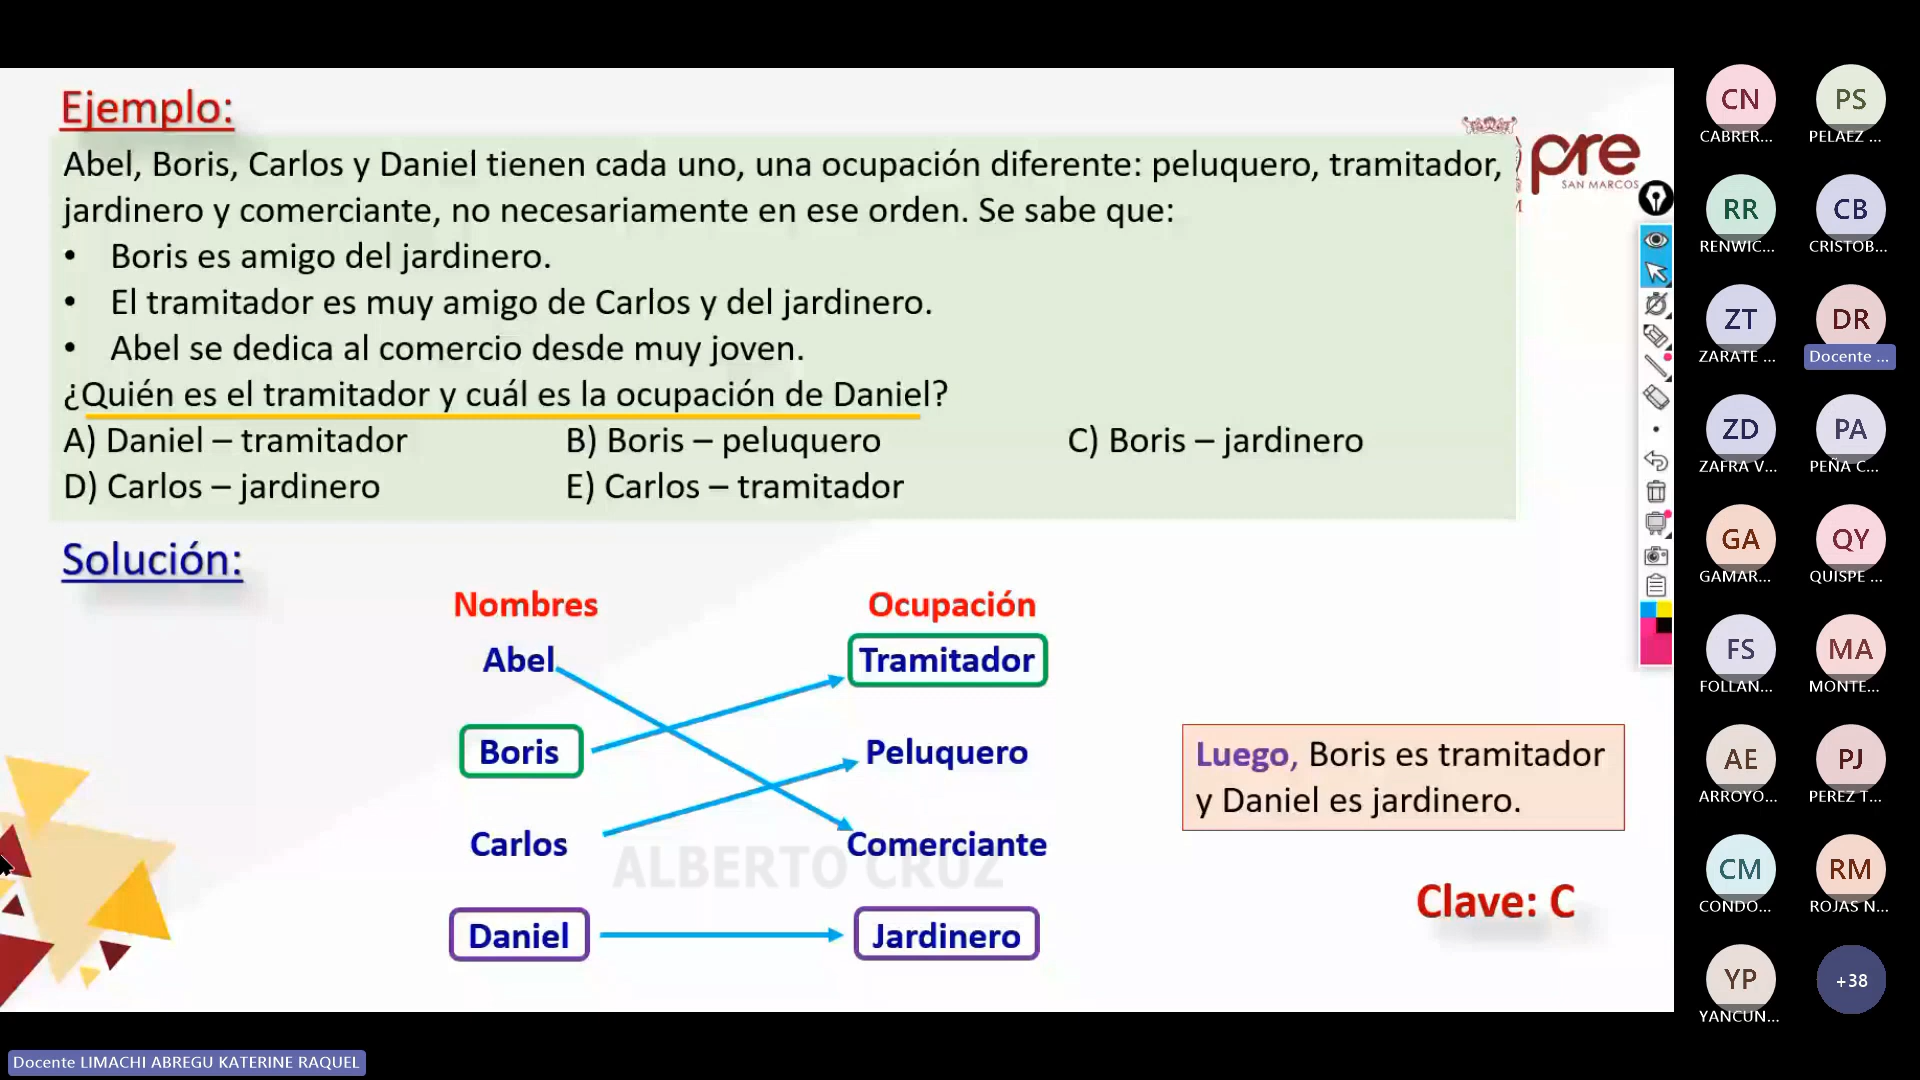 Ejemplo:
Abel, Boris, Carlos y Daniel tienen cada uno, una ocupación diferente: peluquero, tramitador,
jardinero y comerciante, no necesariamente en ese orden. Se sabe que:
• Boris es amigo del jardinero.
• El tramitador es muy amigo de Carlos y del jardinero.
• Abel se dedica al comercio desde muy joven.
¿Quién es el tramitador y cuál es la ocupación de Daniel?
A) Daniel – tramitador B) Boris – peluquero C) Boris – jardinero
D) Carlos – jardinero E) Carlos – tramitador
pre
SAN MARCOS
Solución:
Nombres Ocupación
Abel Tramitador
Boris Peluquero
Carlos Comerciante
Daniel Jardinero
ALBERTO CRUZ
Luego, Boris es tramitador
y Daniel es jardinero.
Clave: C
CN PS
CABRER... PELAEZ ...
RR CB
RENWIC... CRISTOB...
ZT DR
ZARATE ... Docente ...
ZD PA
ZAFRA V... PEÑA C...
GA QY
GAMAR... QUISPE ...
FS MA
FOLLAN... MONTE...
AE PJ
ARROYO... PEREZ T...
CM RM
CONDO... ROJAS N...
YP +38
YANCUN...
Docente LIMACHI ABREGU KATERINE RAQUEL